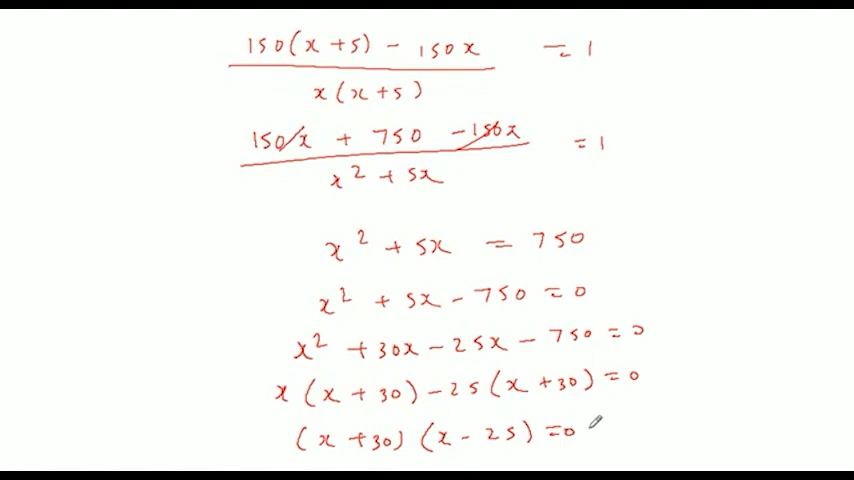 150(x+5) - 150x = 1
x(x+5)
150x + 750 - 150x = 1
x² + 5x
x² + 5x = 750
x² + 5x - 750 = 0
x² + 30x - 25x - 750 = 0
x(x+30) - 25(x+30) = 0
(x+30)(x-25) = 0